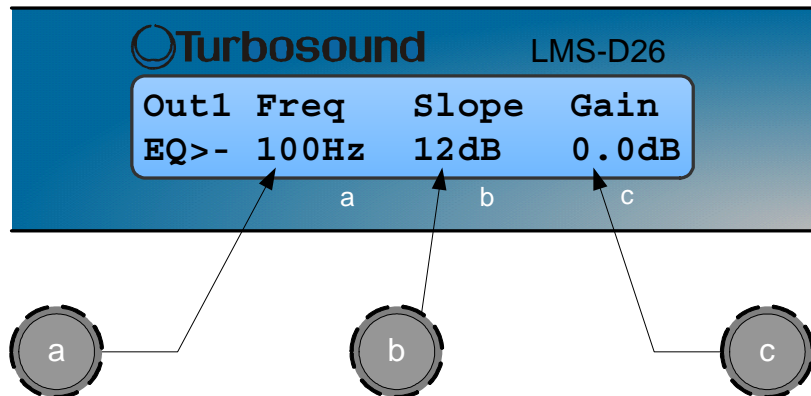 Turbosound LMS-D26
Out1 Freq Slope Gain
EQ>- 100Hz 12dB 0.0dB
a b c
a b c